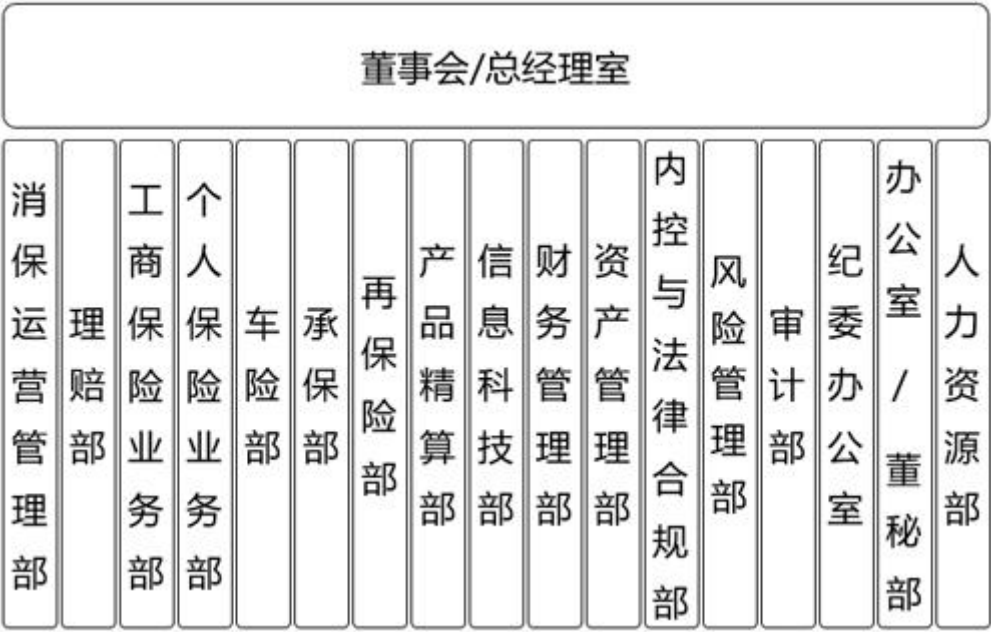 董事会/总经理室
消保运营管理部
理赔部
工商保险业务部
个人保险业务部
车险部
承保部
再保险部
产品精算部
信息科技部
财务管理部
资产管理部
内控与法律合规部
风险管理部
审计部
纪委办公室
办公室/董秘部
人力资源部